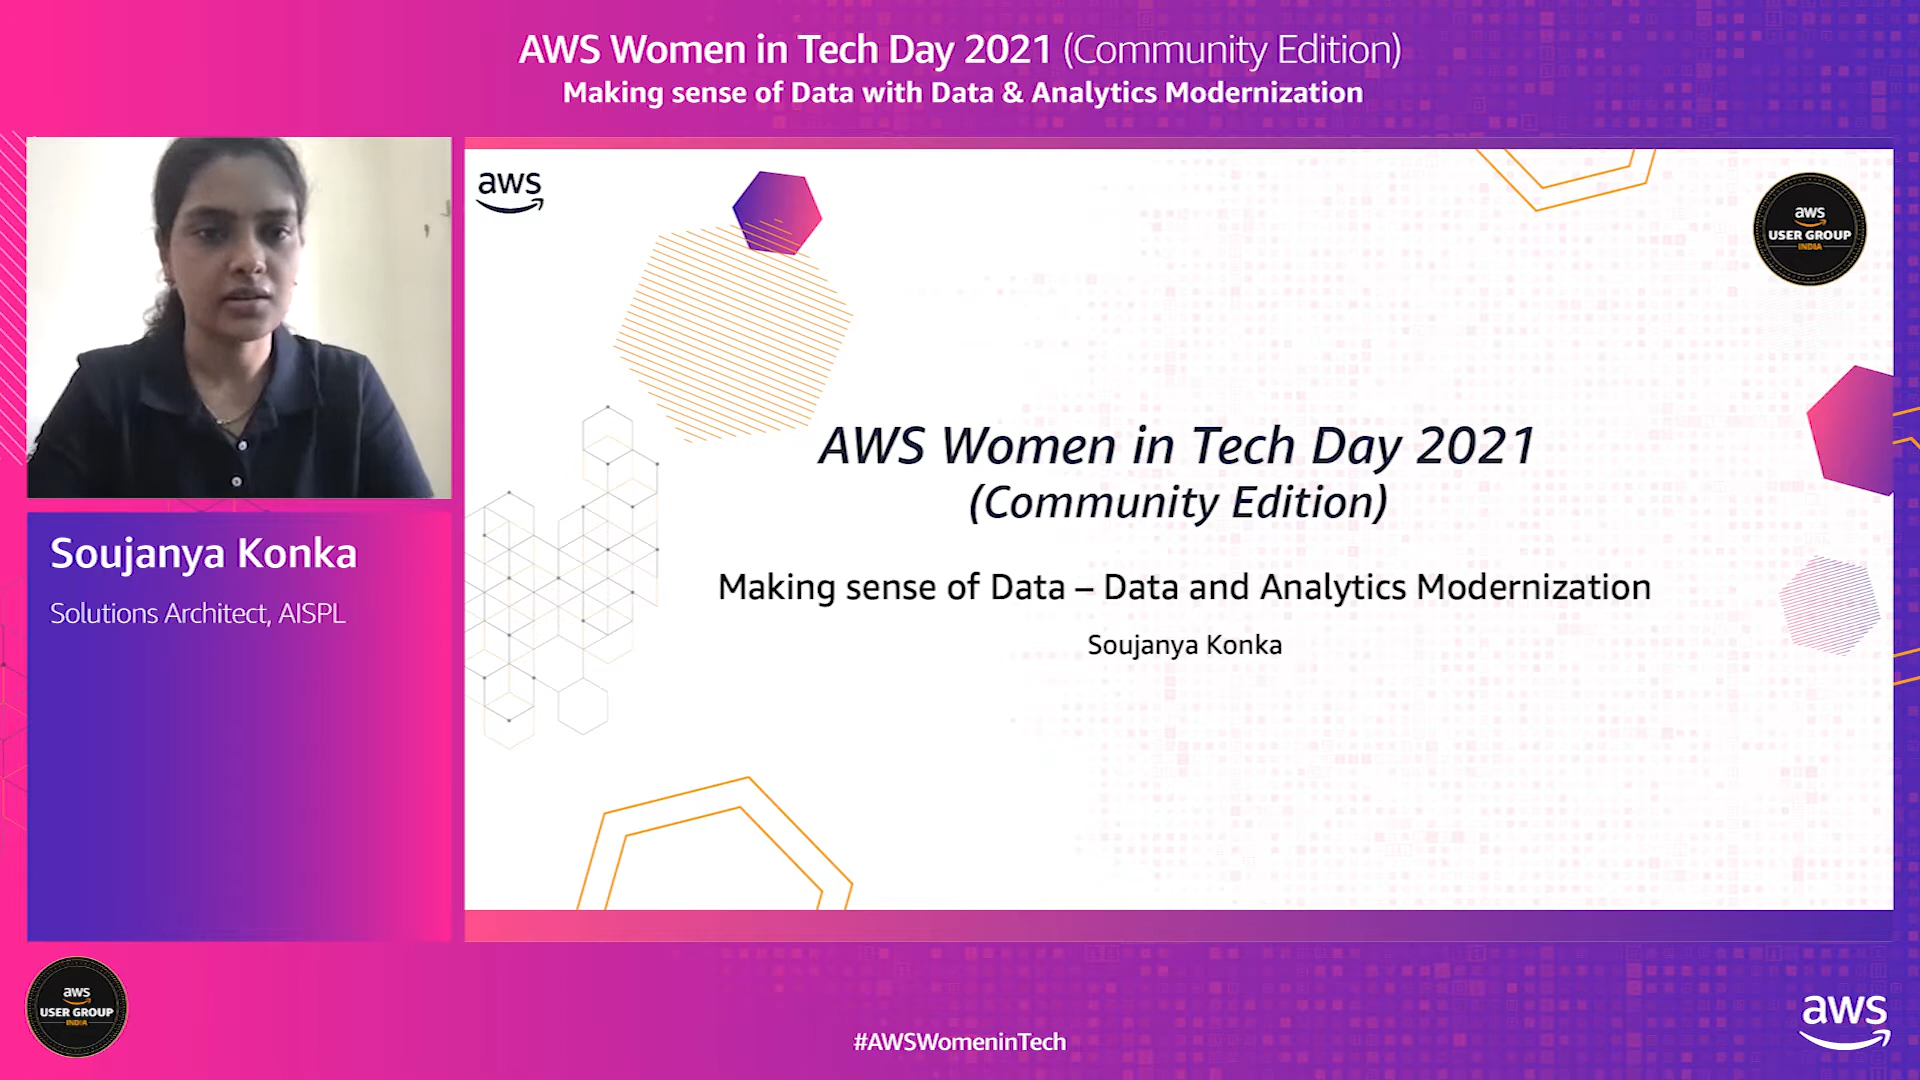 AWS Women in Tech Day 2021 (Community Edition)
Making sense of Data with Data & Analytics Modernization
aws
aws
USER GROUP
INDIA
AWS Women in Tech Day 2021
(Community Edition)
Making sense of Data – Data and Analytics Modernization
Soujanya Konka
Soujanya Konka
Solutions Architect, AISPL
aws
USER GROUP
INDIA
#AWSWomeninTech
aws